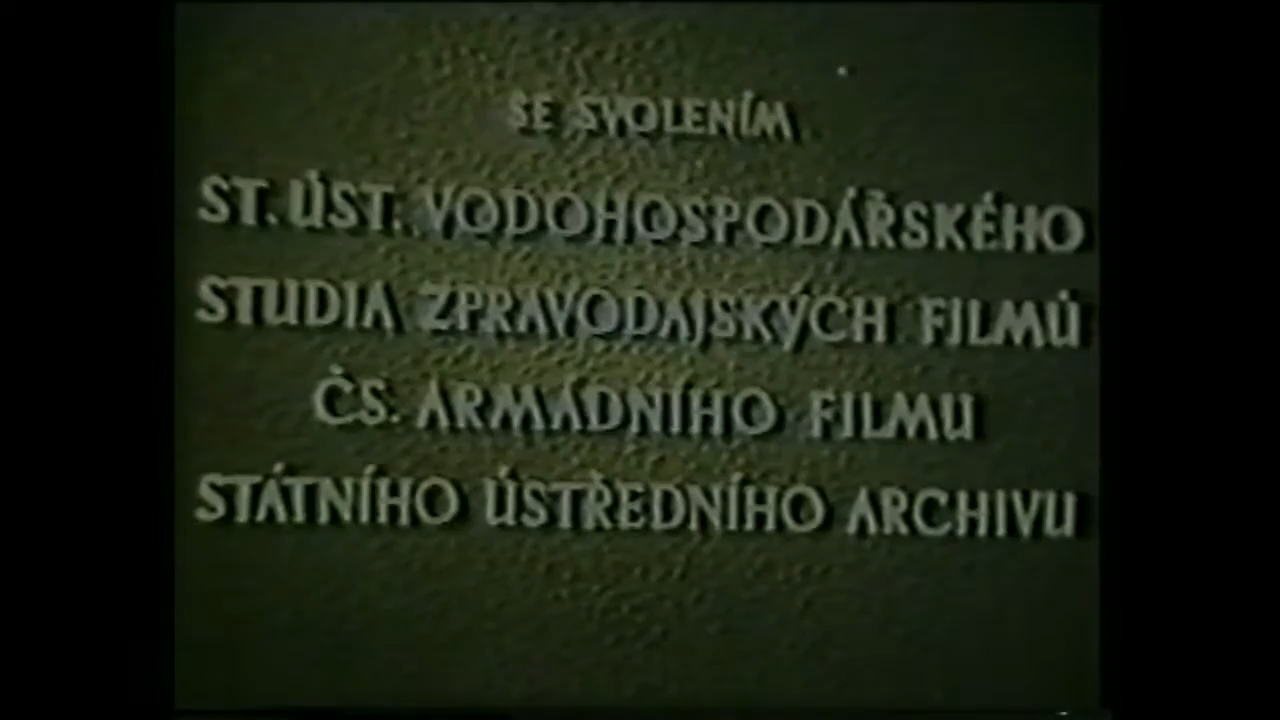 SE SVOLENÍM
ST. ÚST. VODOHOSPODÁŘSKÉHO
STUDIA ZPRAVODAJSKÝCH FILMŮ
ČS. ARMÁDNÍHO FILMU
STÁTNÍHO ÚSTŘEDNÍHO ARCHIVU